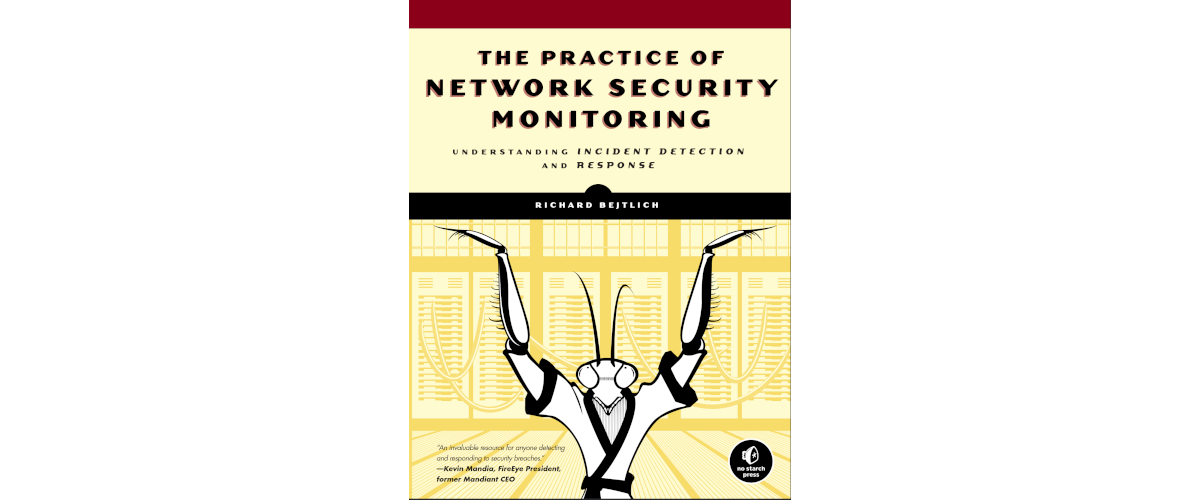 THE PRACTICE OF
NETWORK SECURITY
MONITORING
UNDERSTANDING INCIDENT DETECTION
AND RESPONSE
RICHARD BEJTLICH
"An invaluable resource for anyone detecting
and responding to security breaches."
—Kevin Mandia, FireEye President,
former Mandiant CEO
no starch
press